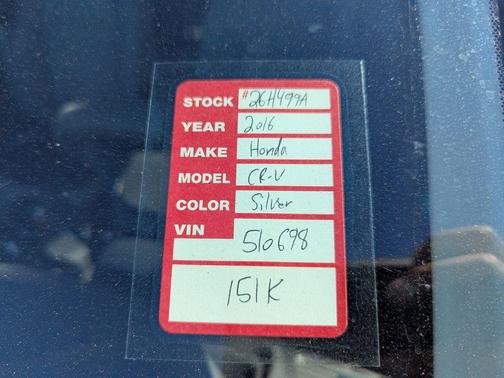 STOCK #26H499A
YEAR 2016
MAKE Honda
MODEL CR-V
COLOR Silver
VIN 510698
151K